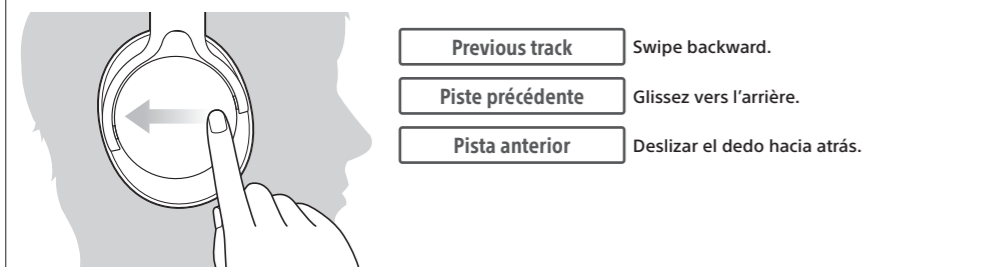 Previous track Swipe backward.
Piste précédente Glissez vers l'arrière.
Pista anterior Deslizar el dedo hacia atrás.